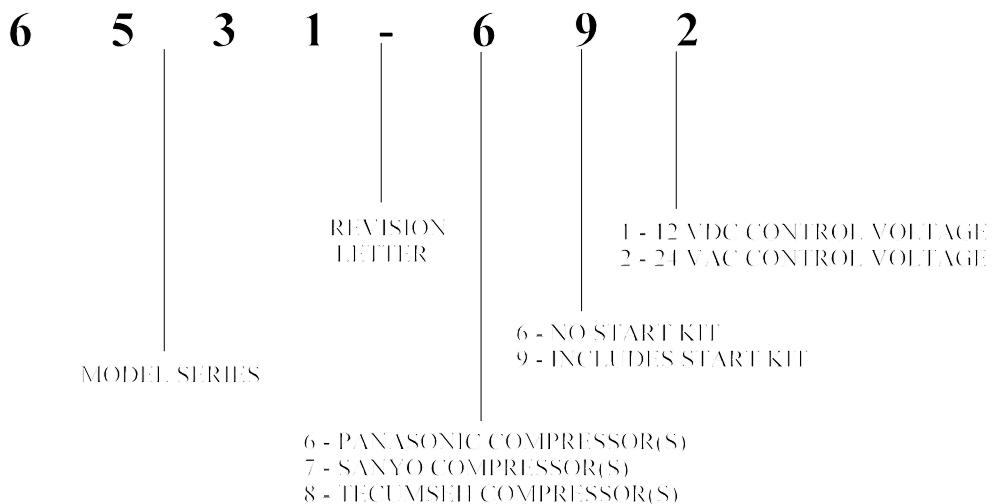 6 5 3 1 - 6 9 2
REVISION
LETTER
1 - 12 VDC CONTROL VOLTAGE
2 - 24 VAC CONTROL VOLTAGE
6 - NO START KIT
9 - INCLUDES START KIT
MODEL SERIES
6 - PANASONIC COMPRESSOR(S)
7 - SANYO COMPRESSOR(S)
8 - TECUMSEH COMPRESSOR(S)